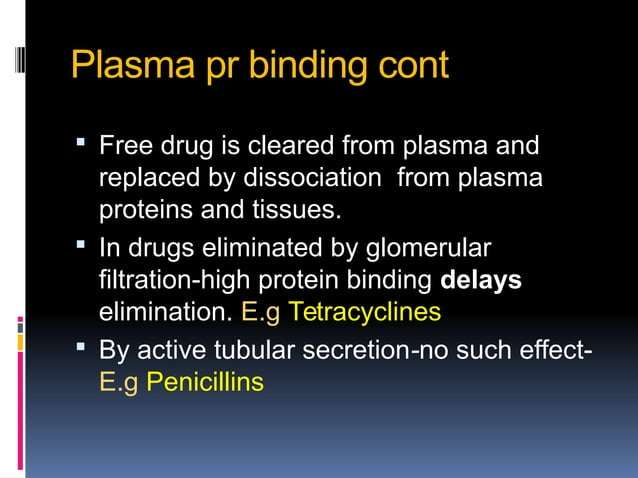 Plasma pr binding cont
Free drug is cleared from plasma and
replaced by dissociation from plasma
proteins and tissues.
In drugs eliminated by glomerular
filtration-high protein binding delays
elimination. E.g Tetracyclines
By active tubular secretion-no such effect-
E.g Penicillins